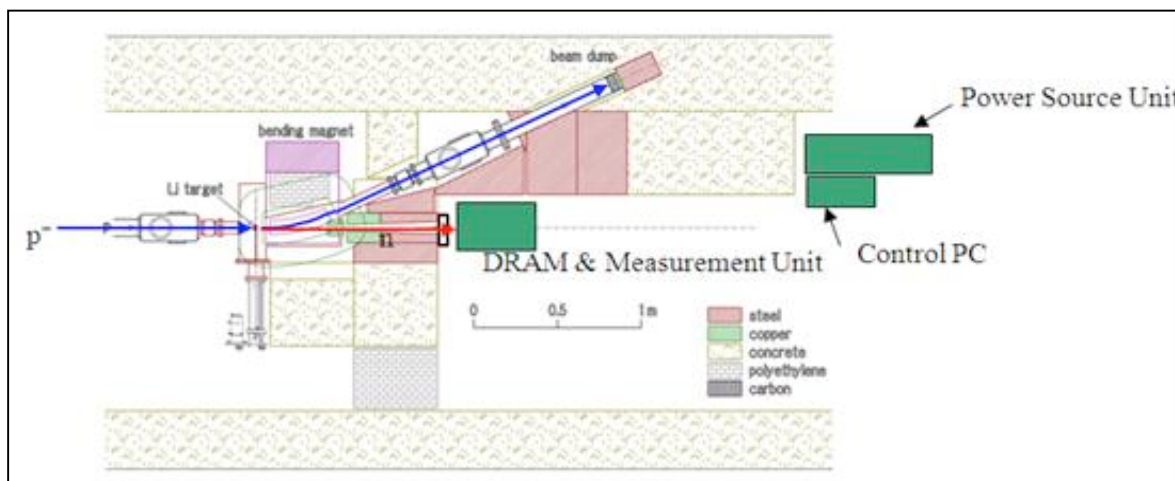 beam dump
Power Source Unit
bending magnet
Li target
p-
n
DRAM & Measurement Unit
Control PC
0 0.5 1m
steel
copper
concrete
polyethylene
carbon